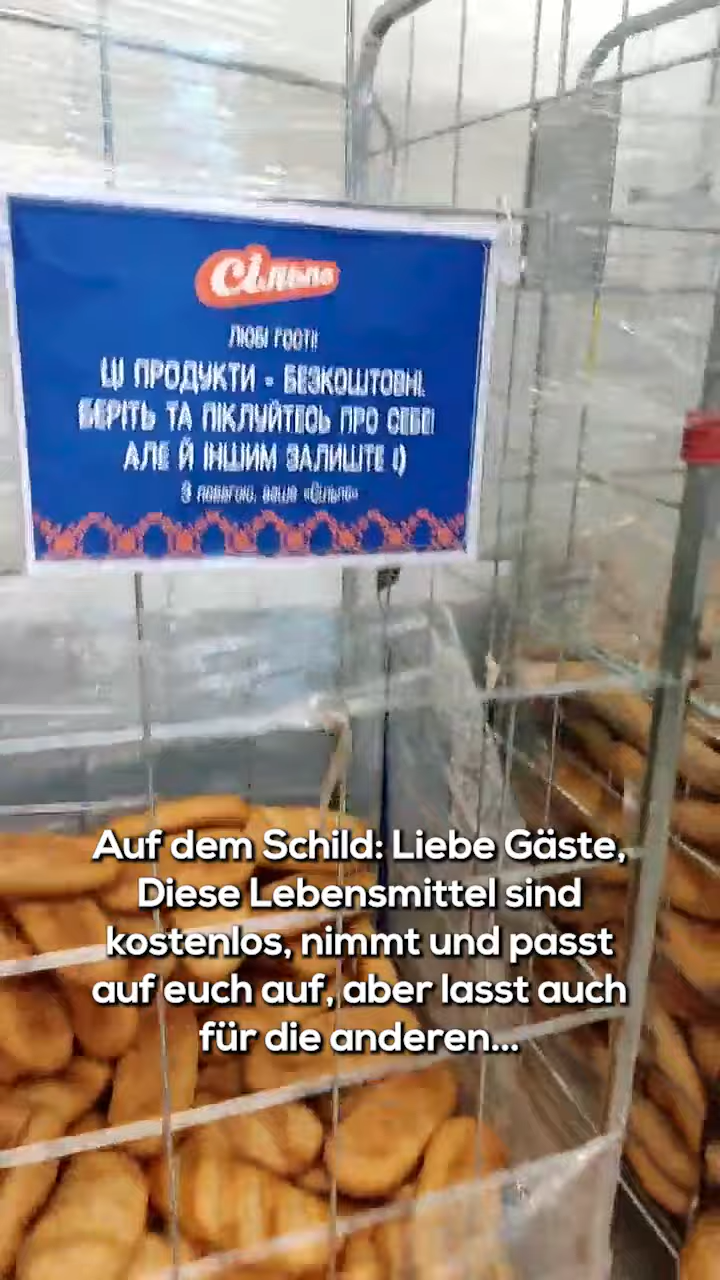 Сільпо
ЛЮБІ ГОСТІ!
ЦІ ПРОДУКТИ - БЕЗКОШТОВНІ.
БЕРІТЬ ТА ПІКЛУЙТЕСЬ ПРО СЕБЕ!
АЛЕ Й ІНШИМ ЗАЛИШТЕ :)
З повагою, ваше «Сільпо»
Auf dem Schild: Liebe Gäste,
Diese Lebensmittel sind
kostenlos, nimmt und passt
auf euch auf, aber lasst auch
für die anderen...